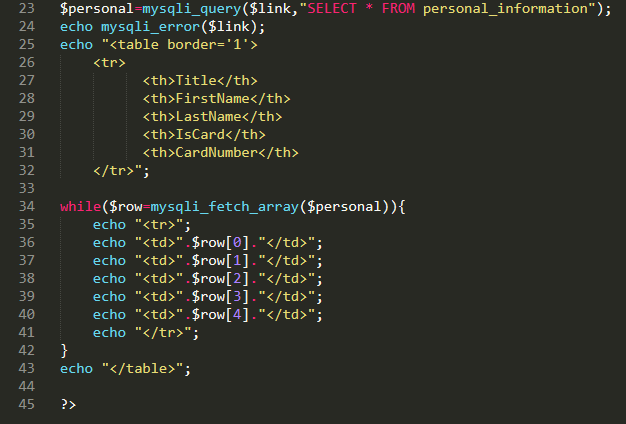 23 $personal=mysqli_query($link,"SELECT * FROM personal_information");
24 echo mysqli_error($link);
25 echo "<table border='1'>
26 <tr>
27 <th>Title</th>
28 <th>FirstName</th>
29 <th>LastName</th>
30 <th>IsCard</th>
31 <th>CardNumber</th>
32 </tr>";
33
34 while($row=mysqli_fetch_array($personal)){
35 echo "<tr>";
36 echo "<td>".$row[0]."</td>";
37 echo "<td>".$row[1]."</td>";
38 echo "<td>".$row[2]."</td>";
39 echo "<td>".$row[3]."</td>";
40 echo "<td>".$row[4]."</td>";
41 echo "</tr>";
42 }
43 echo "</table>";
44
45 ?>